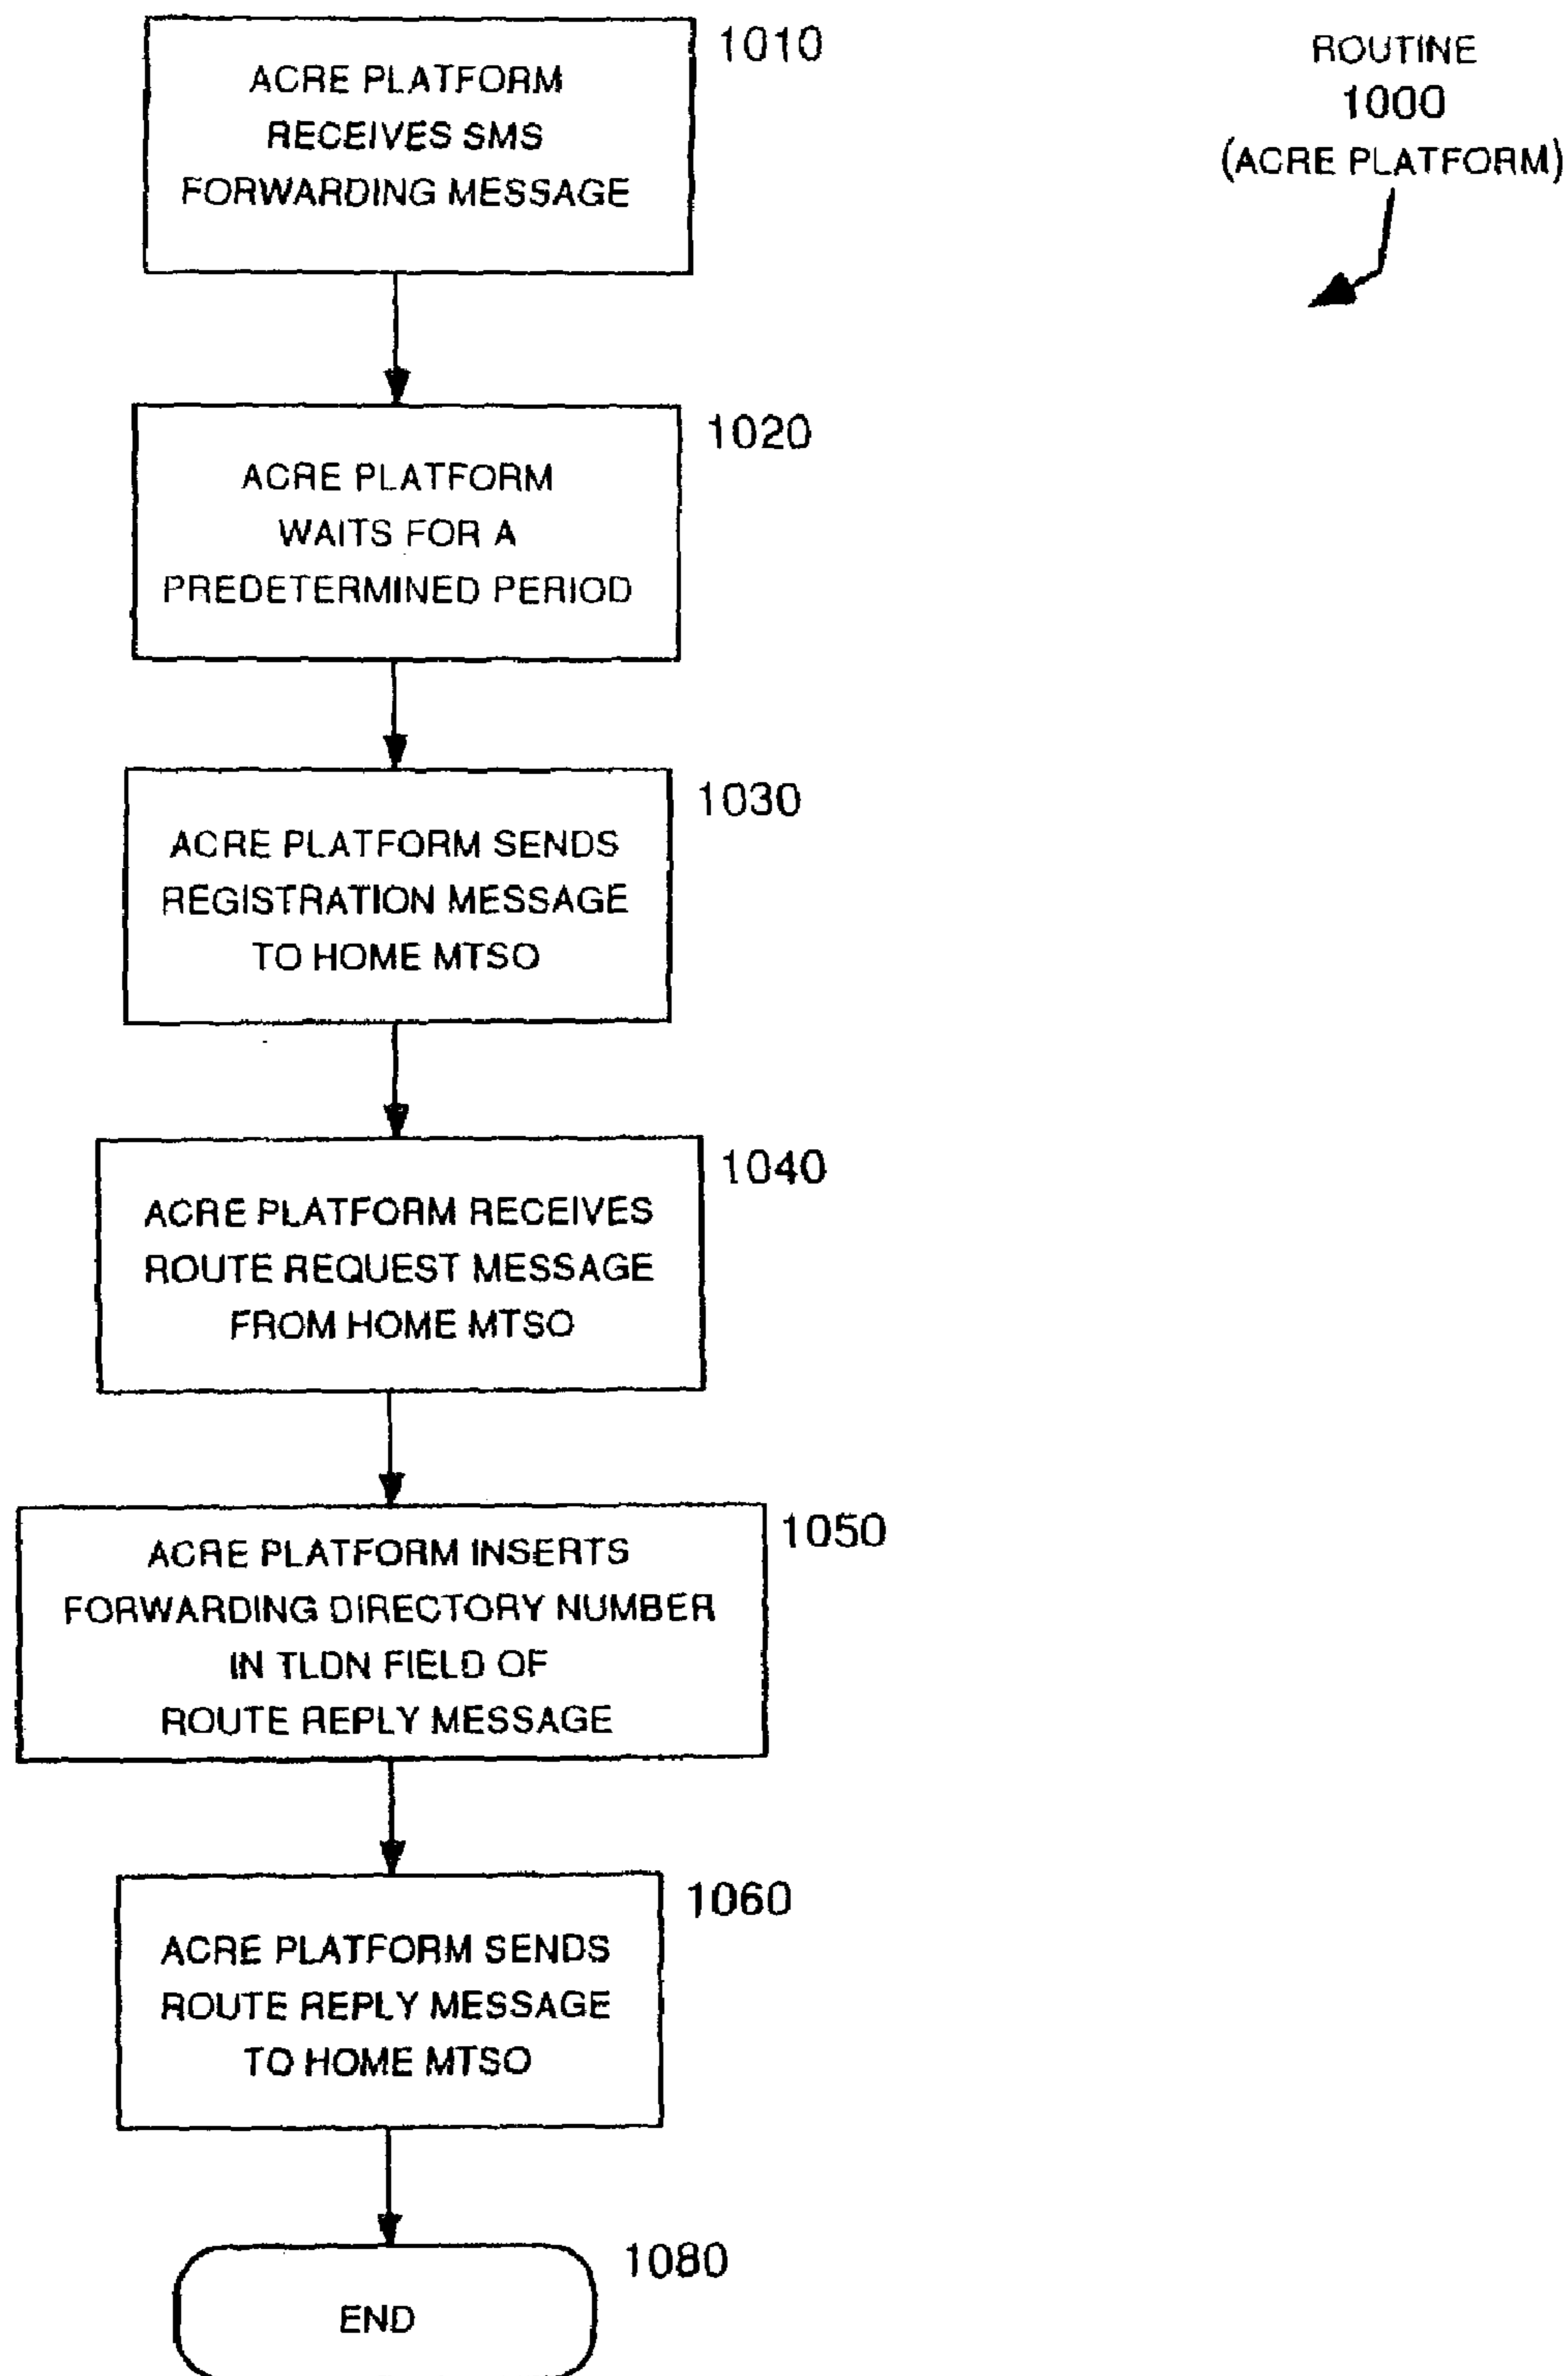 1010
ROUTINE
1000
(ACRE PLATFORM)
ACRE PLATFORM
RECEIVES SMS
FORWARDING MESSAGE
1020
ACRE PLATFORM
WAITS FOR A
PREDETERMINED PERIOD
1030
ACRE PLATFORM SENDS
REGISTRATION MESSAGE
TO HOME MTSO
1040
ACRE PLATFORM RECEIVES
ROUTE REQUEST MESSAGE
FROM HOME MTSO
1050
ACRE PLATFORM INSERTS
FORWARDING DIRECTORY NUMBER
IN TLDN FIELD OF
ROUTE REPLY MESSAGE
1060
ACRE PLATFORM SENDS
ROUTE REPLY MESSAGE
TO HOME MTSO
1080
END